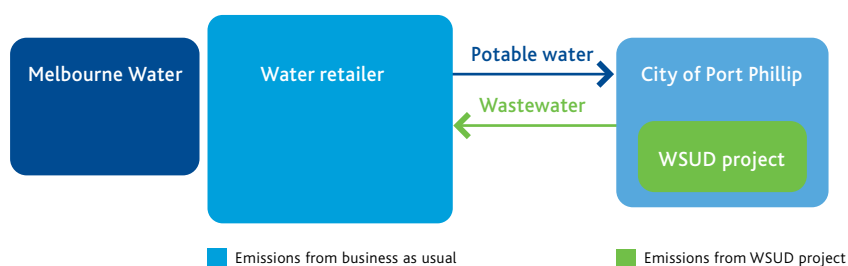 Melbourne Water
Water retailer
Potable water
Wastewater
City of Port Phillip
WSUD project
Emissions from business as usual
Emissions from WSUD project